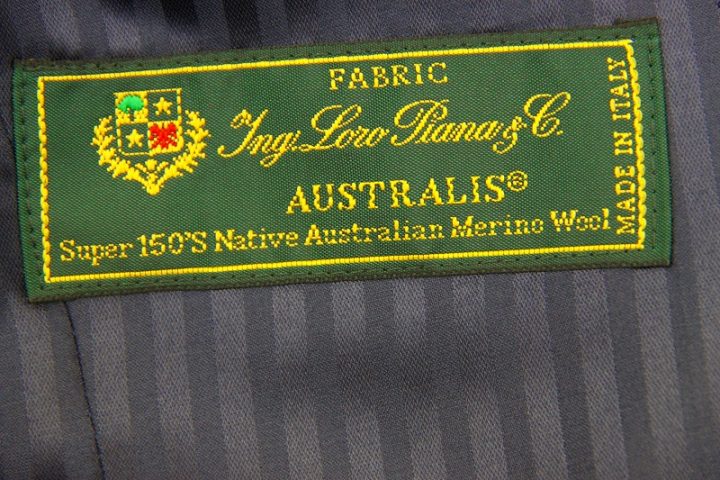 FABRIC
Ing. Loro Piana & C.
AUSTRALIS®
Super 150'S Native Australian Merino Wool
MADE IN ITALY